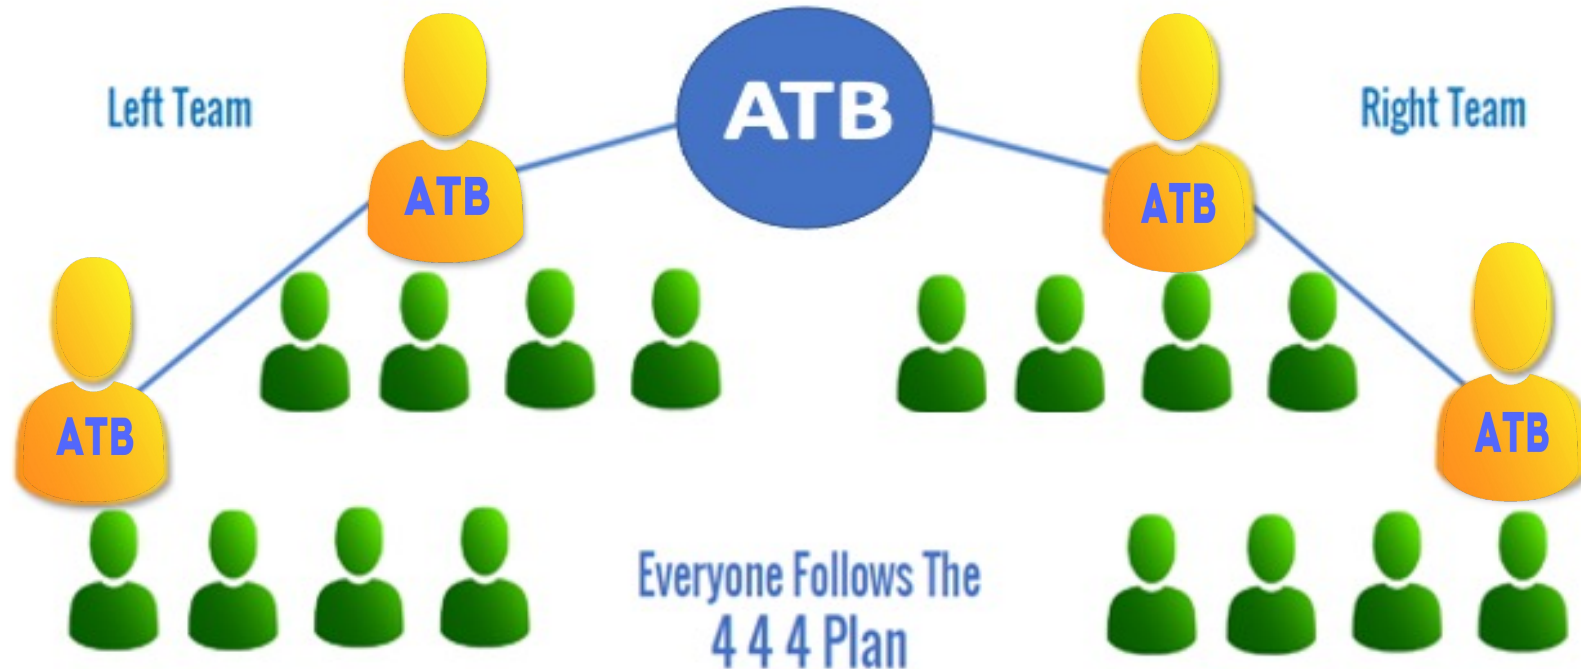 ATB
Left Team
ATB
ATB
Right Team
ATB
ATB
Everyone Follows The
4 4 4 Plan